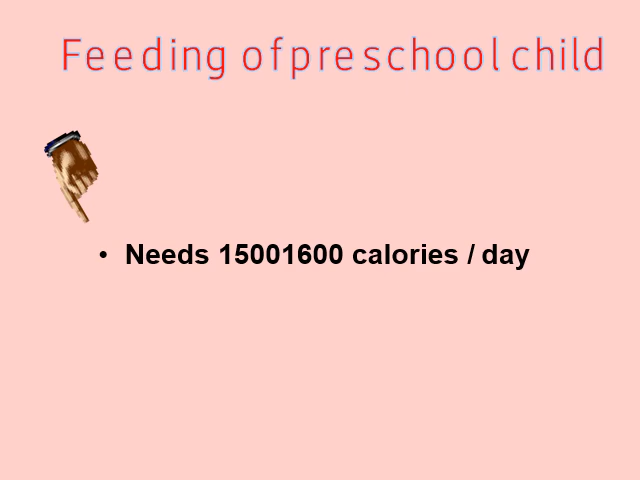 Feeding of preschool child
• Needs 15001600 calories / day